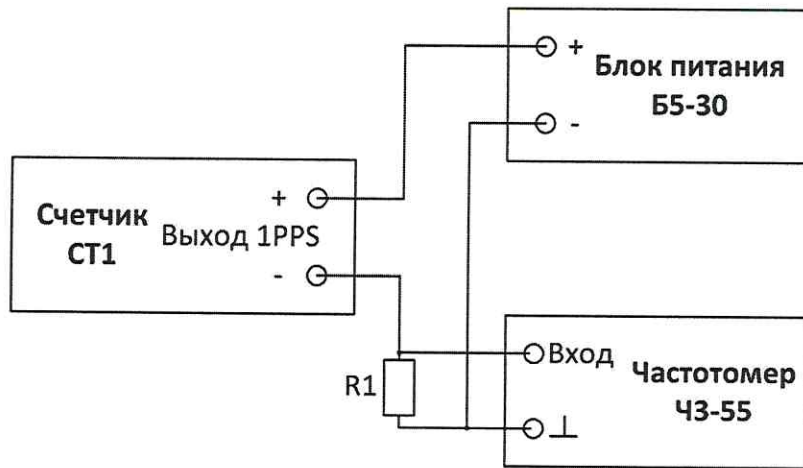 +
Блок питания
Б5-30
-
Счетчик
СТ1
+
Выход 1PPS
-
R1
Вход
Частотомер
Ч3-55
⊥